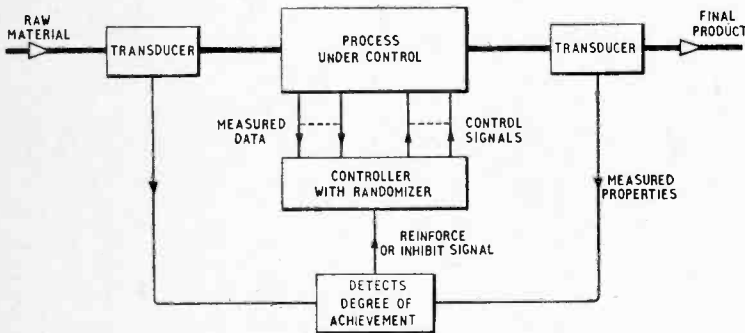 RAW
MATERIAL
TRANSDUCER
PROCESS
UNDER CONTROL
TRANSDUCER
FINAL
PRODUCT
MEASURED
DATA
CONTROL
SIGNALS
CONTROLLER
WITH RANDOMIZER
MEASURED
PROPERTIES
REINFORCE
OR INHIBIT SIGNAL
DETECTS
DEGREE OF
ACHIEVEMENT